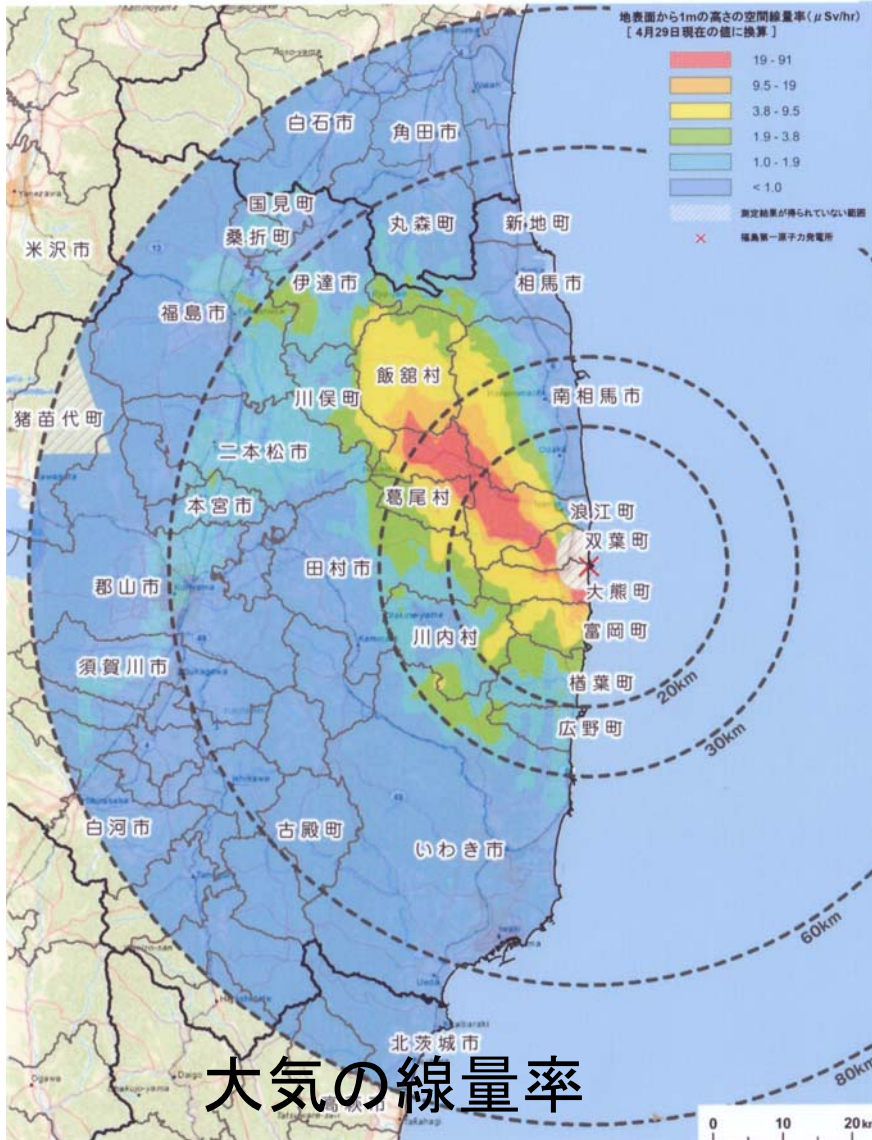 地表面から1mの高さの空間線量率(μSv/hr)
[ 4月29日現在の値に換算 ]
19 - 91
9.5 - 19
3.8 - 9.5
1.9 - 3.8
1.0 - 1.9
< 1.0
測定結果が得られていない範囲
福島第一原子力発電所
白石市
角田市
国見町
丸森町
新地町
桑折町
米沢市
伊達市
相馬市
福島市
飯舘村
川俣町
南相馬市
猪苗代町
二本松市
葛尾村
本宮市
浪江町
双葉町
田村市
郡山市
大熊町
川内村
富岡町
須賀川市
楢葉町
20km
広野町
30km
白河市
古殿町
いわき市
60km
北茨城市
80km
大気の線量率
高萩市
Ogawa
Daigo
0 10 20km